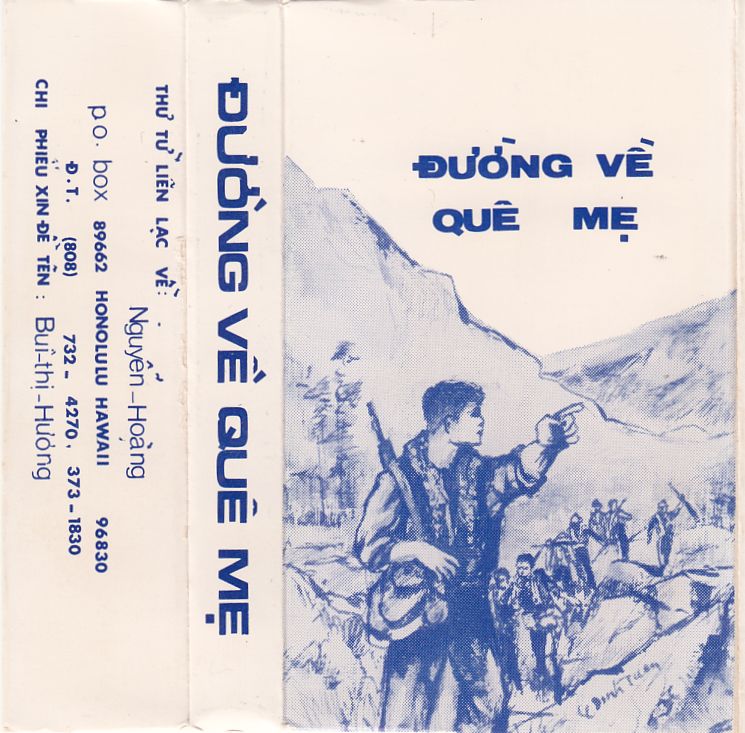 THƯ TỪ LIÊN LẠC VỀ:
Nguyễn-Hoàng
p.o. box 89662 HONOLULU HAWAII 96830
Đ.T. (808) 732-4270, 373-1830
CHI PHIẾU XIN ĐỀ TÊN: Bùi-thị-Hương
ĐƯỜNG VỀ QUÊ MẸ
ĐƯỜNG VỀ
QUÊ MẸ